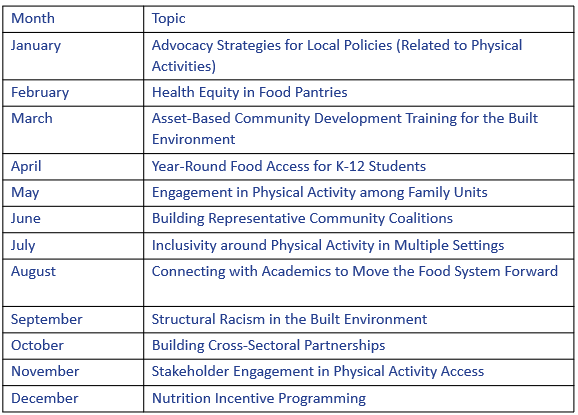 Month Topic
January Advocacy Strategies for Local Policies (Related to Physical
Activities)
February Health Equity in Food Pantries
March Asset-Based Community Development Training for the Built
Environment
April Year-Round Food Access for K-12 Students
May Engagement in Physical Activity among Family Units
June Building Representative Community Coalitions
July Inclusivity around Physical Activity in Multiple Settings
August Connecting with Academics to Move the Food System Forward
September Structural Racism in the Built Environment
October Building Cross-Sectoral Partnerships
November Stakeholder Engagement in Physical Activity Access
December Nutrition Incentive Programming